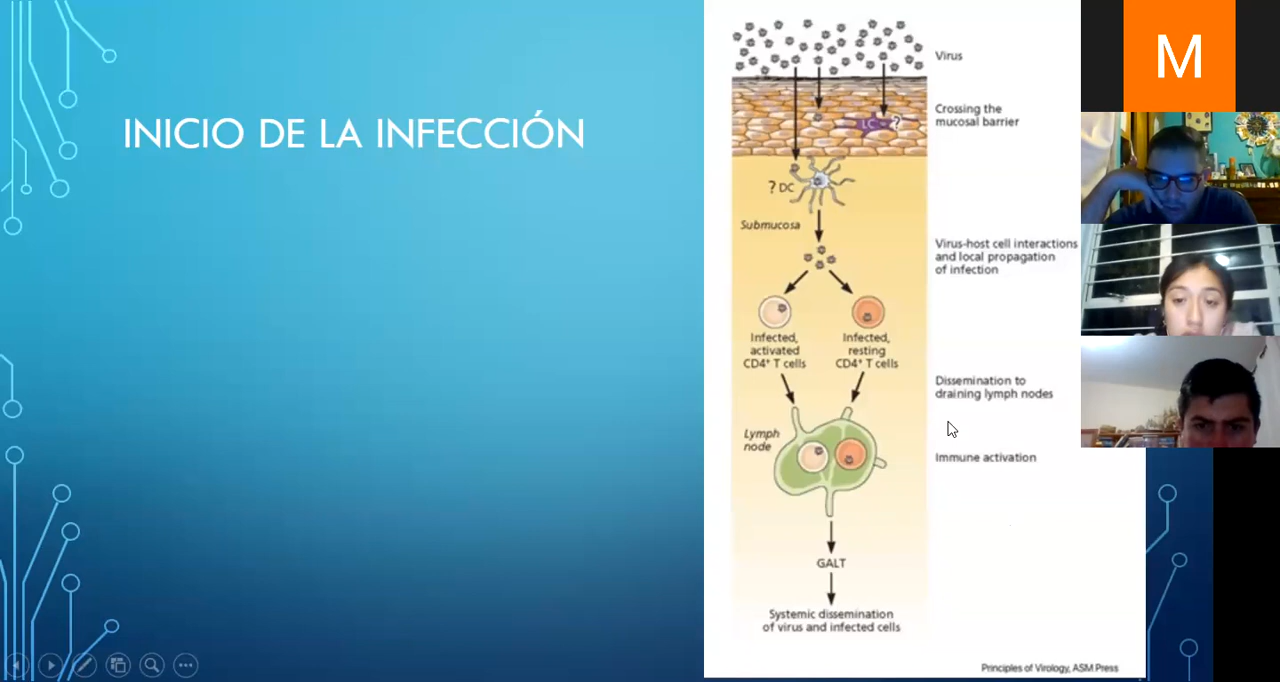 INICIO DE LA INFECCIÓN
Virus
Crossing the
mucosal barrier
LC - ?
? DC
Submucosa
Virus-host cell interactions
and local propagation
of infection
Infected,
activated
CD4⁺ T cells
Infected,
resting
CD4⁺ T cells
Dissemination to
draining lymph nodes
Lymph
node
Immune activation
GALT
Systemic dissemination
of virus and infected cells
Principles of Virology, ASM Press
M